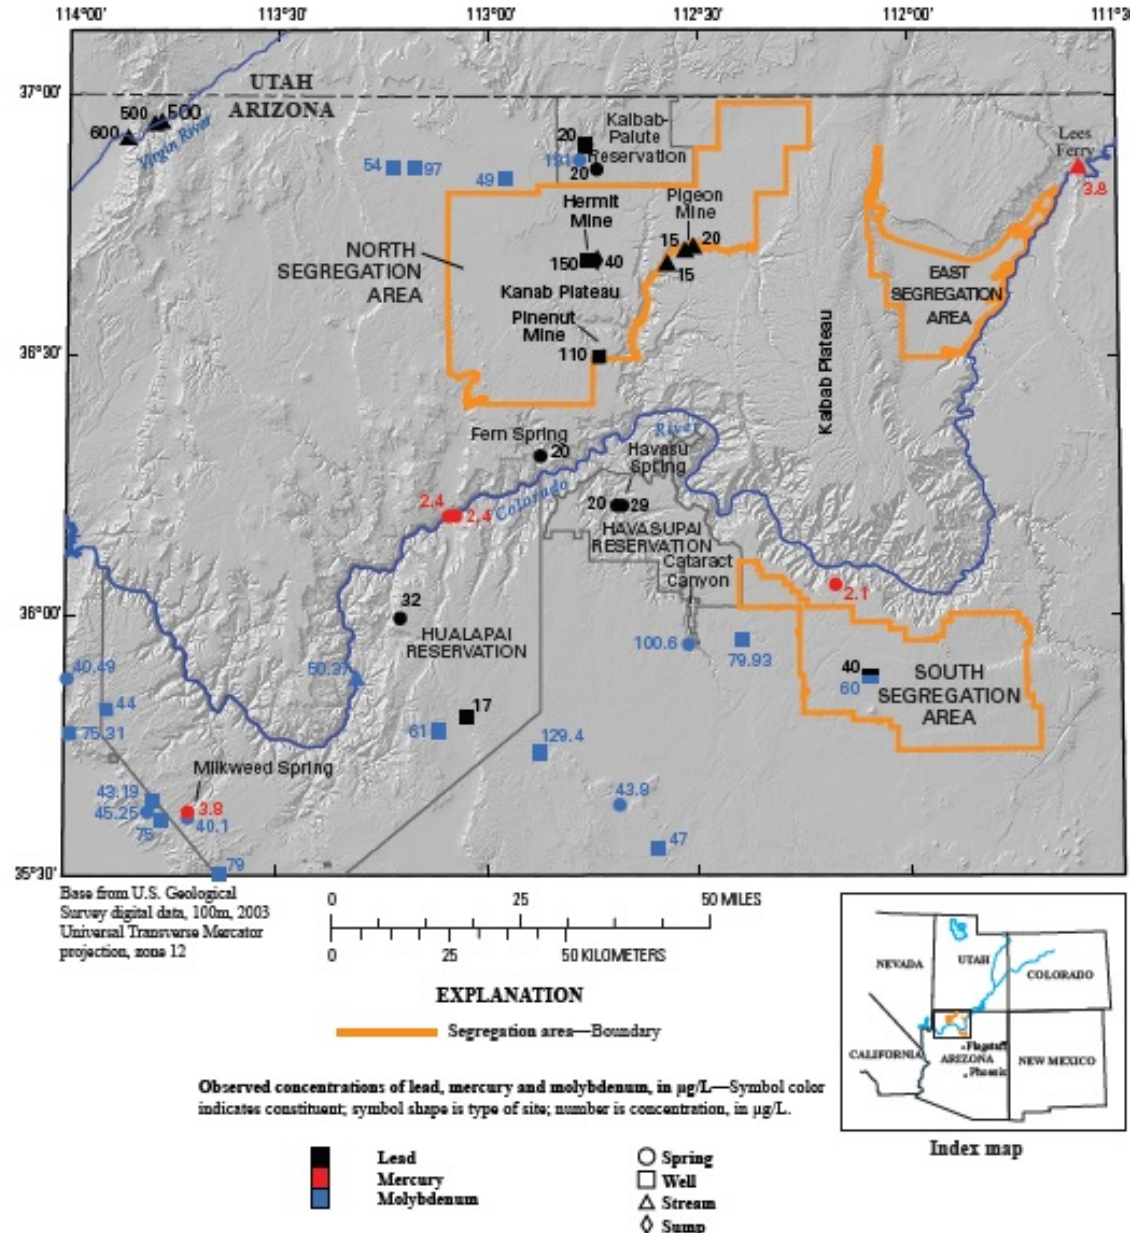 114°00'
113°30'
113°00'
112°30'
112°00'
111°3
37°00'
UTAH
ARIZONA
500
500
600
Virgin River
Kaibab-
Paiute
Reservation
20
191
20
54
97
49
Lees
Ferry
3.8
Hermit
Mine
Pigeon
Mine
15
20
15
150
40
NORTH
SEGREGATION
AREA
Kanab Plateau
Pinenut
Mine
110
EAST
SEGREGATION
AREA
Kaibab Plateau
36°30'
Fern Spring
20
River
Havasu
Spring
2.4
2.4
Colorado
20
29
HAVASUPAI
RESERVATION
Cataract
Canyon
2.1
36°00'
32
HUALAPAI
RESERVATION
100.6
79.93
40
60
SOUTH
SEGREGATION
AREA
40.49
44
75.31
50.37
17
61
129.4
Milkweed Spring
43.19
45.25
75
3.8
40.1
43.9
47
79
35°30'
Base from U.S. Geological
Survey digital data, 100m, 2003
Universal Transverse Mercator
projection, zone 12
0
25
50 MILES
0
25
50 KILOMETERS
EXPLANATION
Segregation area—Boundary
Observed concentrations of lead, mercury and molybdenum, in µg/L—Symbol color
indicates constituent; symbol shape is type of site; number is concentration, in µg/L.
Lead
Mercury
Molybdenum
Spring
Well
Stream
Sump
NEVADA
UTAH
COLORADO
CALIFORNIA
Flagstaff
ARIZONA
NEW MEXICO
Phoenix
Index map